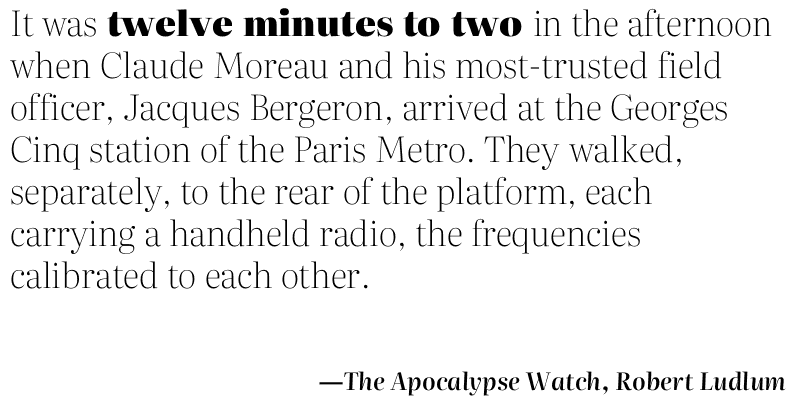 It was twelve minutes to two in the afternoon
when Claude Moreau and his most-trusted field
officer, Jacques Bergeron, arrived at the Georges
Cinq station of the Paris Metro. They walked,
separately, to the rear of the platform, each
carrying a handheld radio, the frequencies
calibrated to each other.
—The Apocalypse Watch, Robert Ludlum